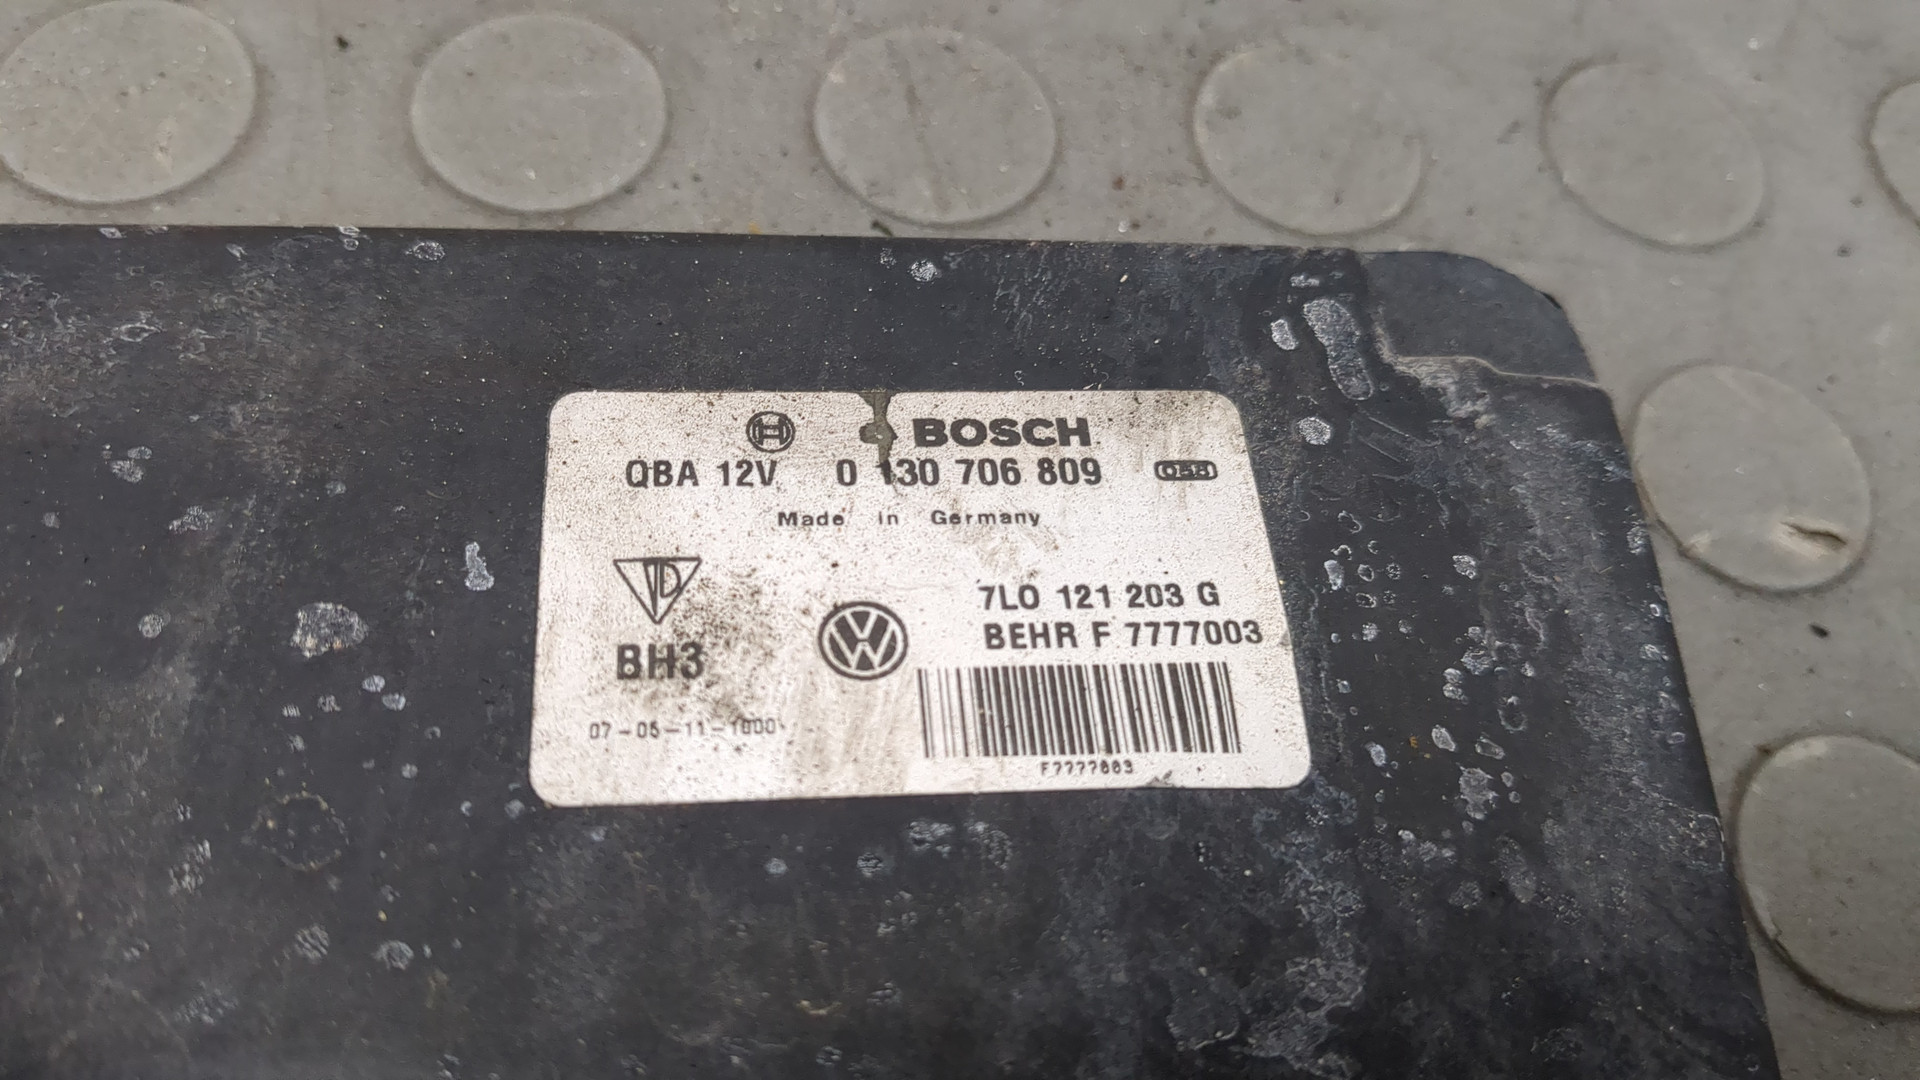 BOSCH
QBA 12V 0 130 706 809
Made in Germany
7L0 121 203 G
BEHR F 7777003
BH3
07-05-11-1000